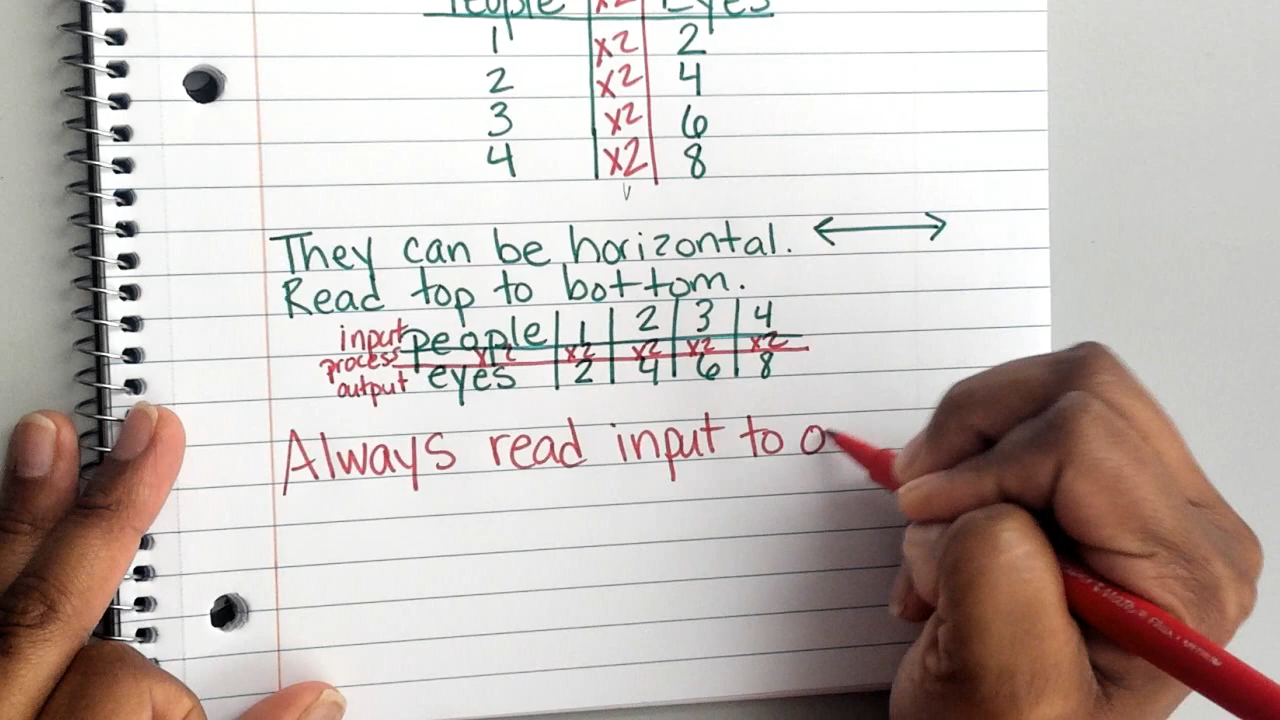 People x2 Eyes
1 x2 2
2 x2 4
3 x2 6
4 x2 8
They can be horizontal.
Read top to bottom.
input people 1 2 3 4
process x2 x2 x2 x2 x2
output eyes 2 4 6 8
Always read input to o